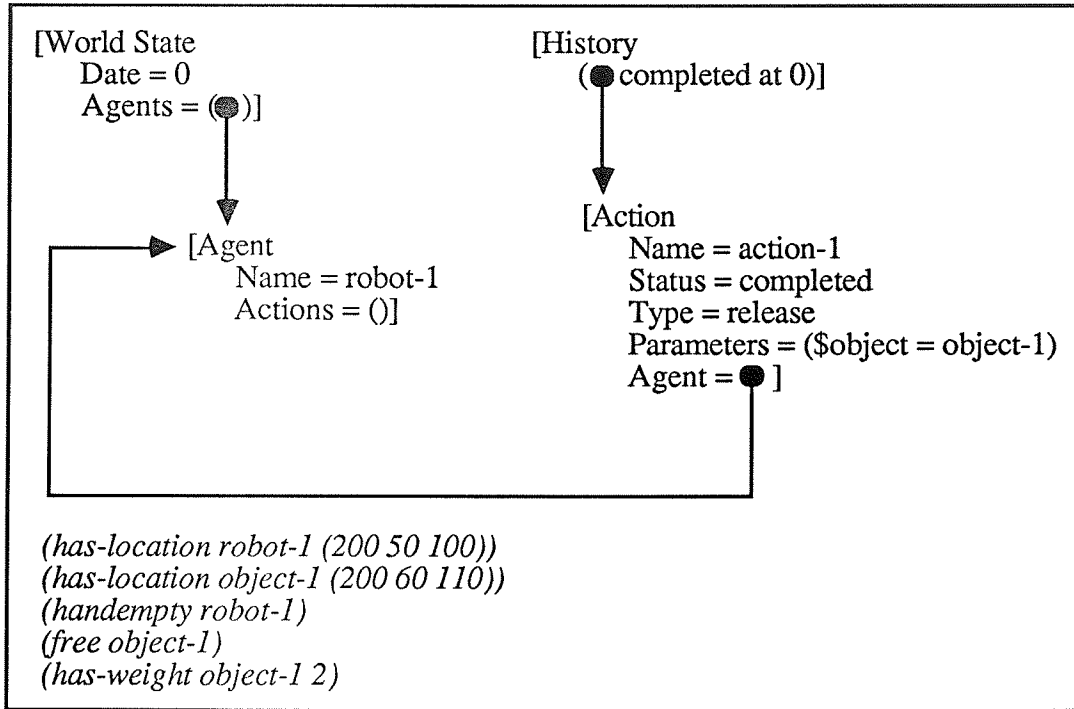 [World State
Date = 0
Agents = ( )]
[History
( completed at 0)]
[Agent
Name = robot-1
Actions = ()]
[Action
Name = action-1
Status = completed
Type = release
Parameters = ($object = object-1)
Agent = ]
(has-location robot-1 (200 50 100))
(has-location object-1 (200 60 110))
(handempty robot-1)
(free object-1)
(has-weight object-1 2)